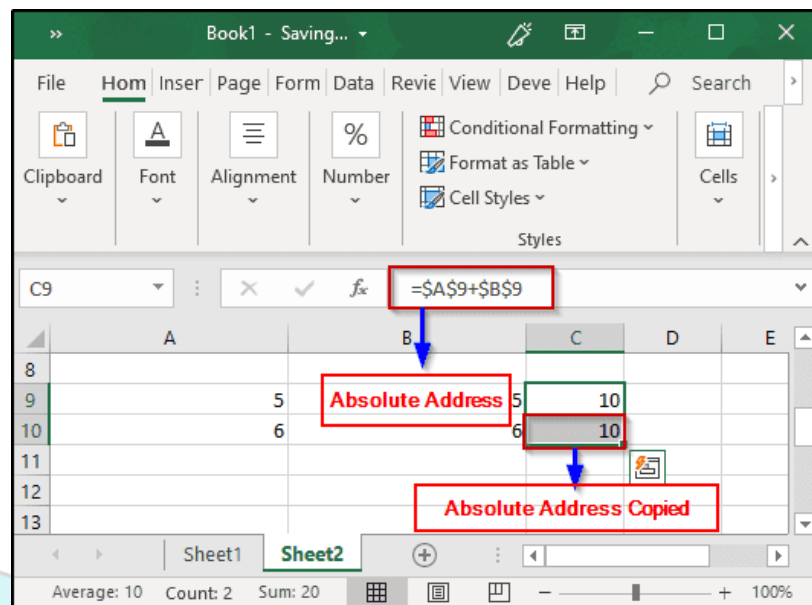 » Book1 - Saving...
File Hom Inser Page Form Data Revie View Deve Help Search
Clipboard Font Alignment Number Conditional Formatting Cells
% Format as Table
Cell Styles
Styles
C9 fx =$A$9+$B$9
A B C D E
8
9 5 Absolute Address 5 10
10 6 6 10
11
12 Absolute Address Copied
13
Sheet1 Sheet2
Average: 10 Count: 2 Sum: 20 100%